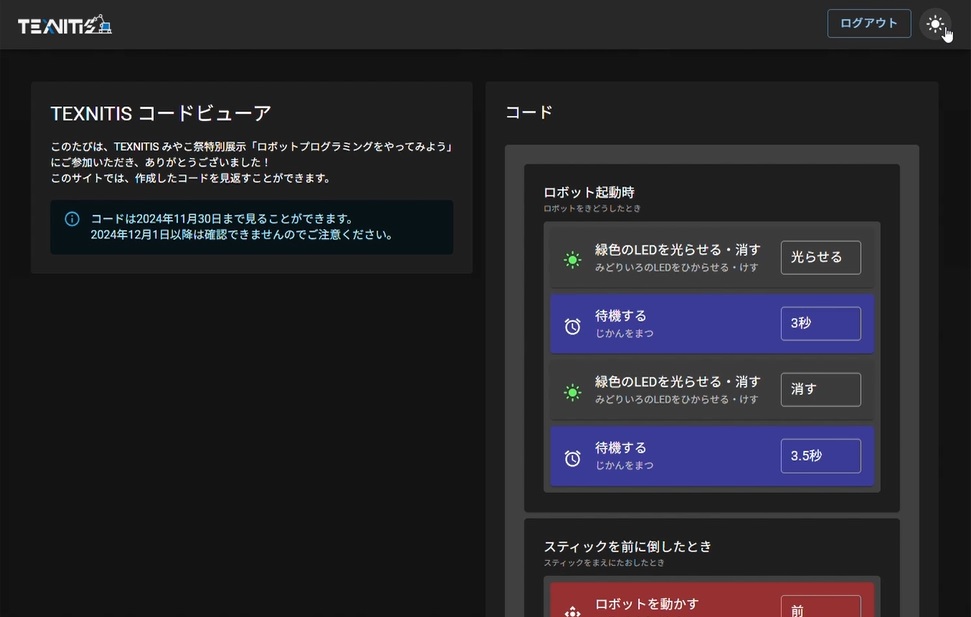 TEXNITIS
ログアウト
TEXNITIS コードビューア
このたびは、TEXNITIS みやこ祭特別展示「ロボットプログラミングをやってみよう」
にご参加いただき、ありがとうございました！
このサイトでは、作成したコードを見返すことができます。
コードは2024年11月30日まで見ることができます。
2024年12月1日以降は確認できませんのでご注意ください。
コード
ロボット起動時
ロボットをきどうしたとき
緑色のLEDを光らせる・消す
みどりいろのLEDをひからせる・けす
光らせる
待機する
じかんをまつ
3秒
緑色のLEDを光らせる・消す
みどりいろのLEDをひからせる・けす
消す
待機する
じかんをまつ
3.5秒
スティックを前に倒したとき
スティックをまえにたおしたとき
ロボットを動かす
前